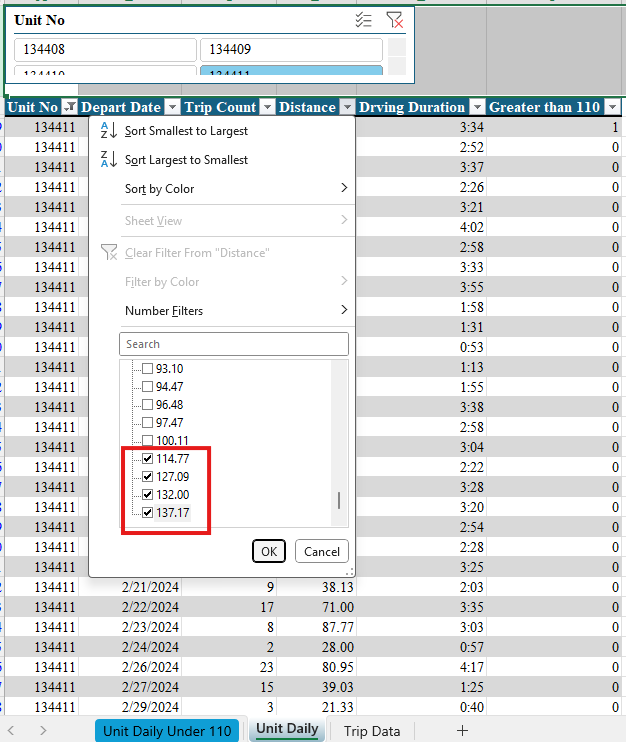 Unit No
134408 134409
134410 134411
Unit No Depart Date Trip Count Distance Drving Duration Greater than 110
134411 3:34 1
134411 2:52 0
134411 3:37 0
134411 2:26 0
134411 3:21 0
134411 4:02 0
134411 2:58 0
134411 3:33 0
134411 3:55 0
134411 1:58 0
134411 1:31 0
134411 0:53 0
134411 1:13 0
134411 1:55 0
134411 3:38 0
134411 2:58 0
134411 3:04 0
134411 2:22 0
134411 3:28 0
134411 3:20 0
134411 2:54 0
134411 2:28 0
134411 3:25 0
134411 2/21/2024 9 38.13 2:03 0
134411 2/22/2024 17 71.00 3:35 0
134411 2/23/2024 8 87.77 3:03 0
134411 2/24/2024 2 28.00 0:57 0
134411 2/26/2024 23 80.95 4:17 0
134411 2/27/2024 15 39.03 1:25 0
134411 2/29/2024 3 21.33 0:40 0
Sort Smallest to Largest
Sort Largest to Smallest
Sort by Color
Sheet View
Clear Filter From "Distance"
Filter by Color
Number Filters
Search
93.10
94.47
96.48
97.47
100.11
114.77
127.09
132.00
137.17
OK Cancel
Unit Daily Under 110 Unit Daily Trip Data